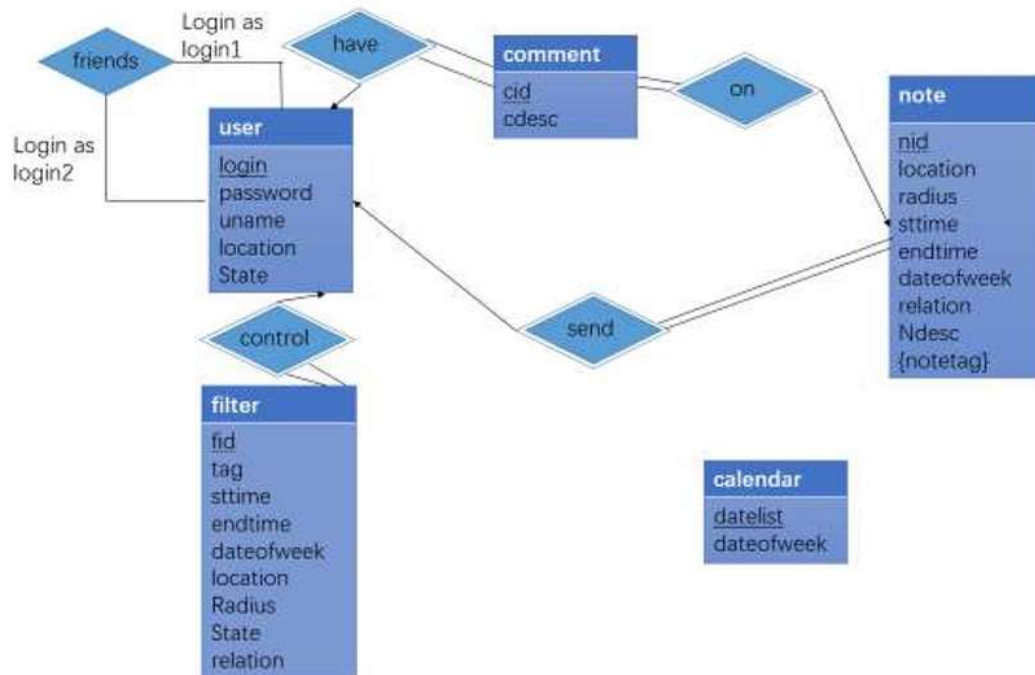 Login as
login1
friends
have
comment
cid
cdesc
on
note
nid
location
radius
sttime
endtime
dateofweek
relation
Ndesc
{notetag}
Login as
login2
user
login
password
uname
location
State
send
control
filter
fid
tag
sttime
endtime
dateofweek
location
Radius
State
relation
calendar
datelist
dateofweek